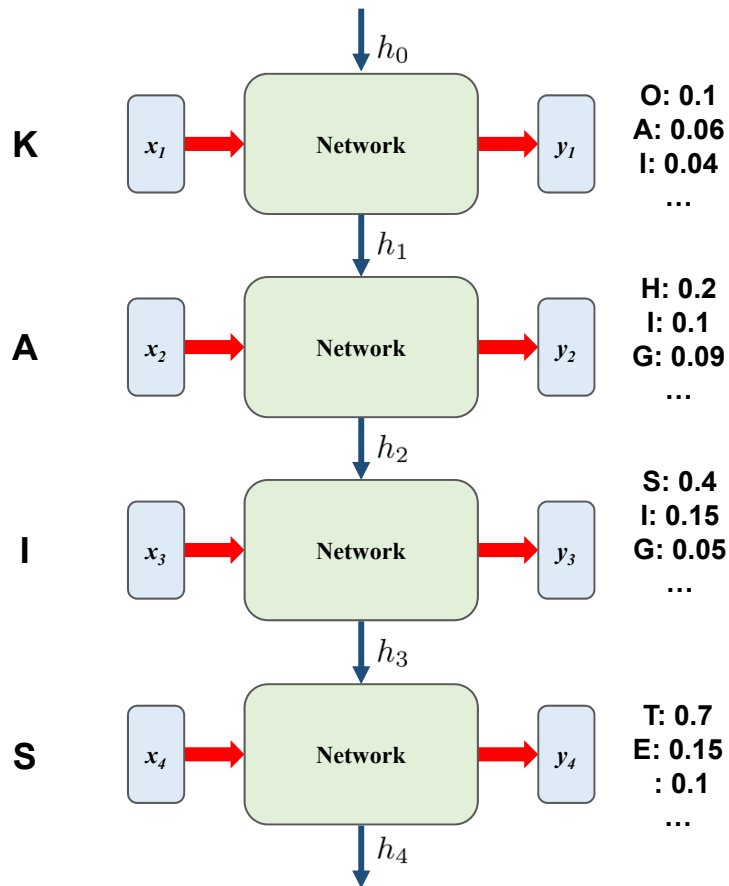 h₀
K
x₁
Network
y₁
O: 0.1
A: 0.06
I: 0.04
...
h₁
A
x₂
Network
y₂
H: 0.2
I: 0.1
G: 0.09
...
h₂
I
x₃
Network
y₃
S: 0.4
I: 0.15
G: 0.05
...
h₃
S
x₄
Network
y₄
T: 0.7
E: 0.15
: 0.1
...
h₄